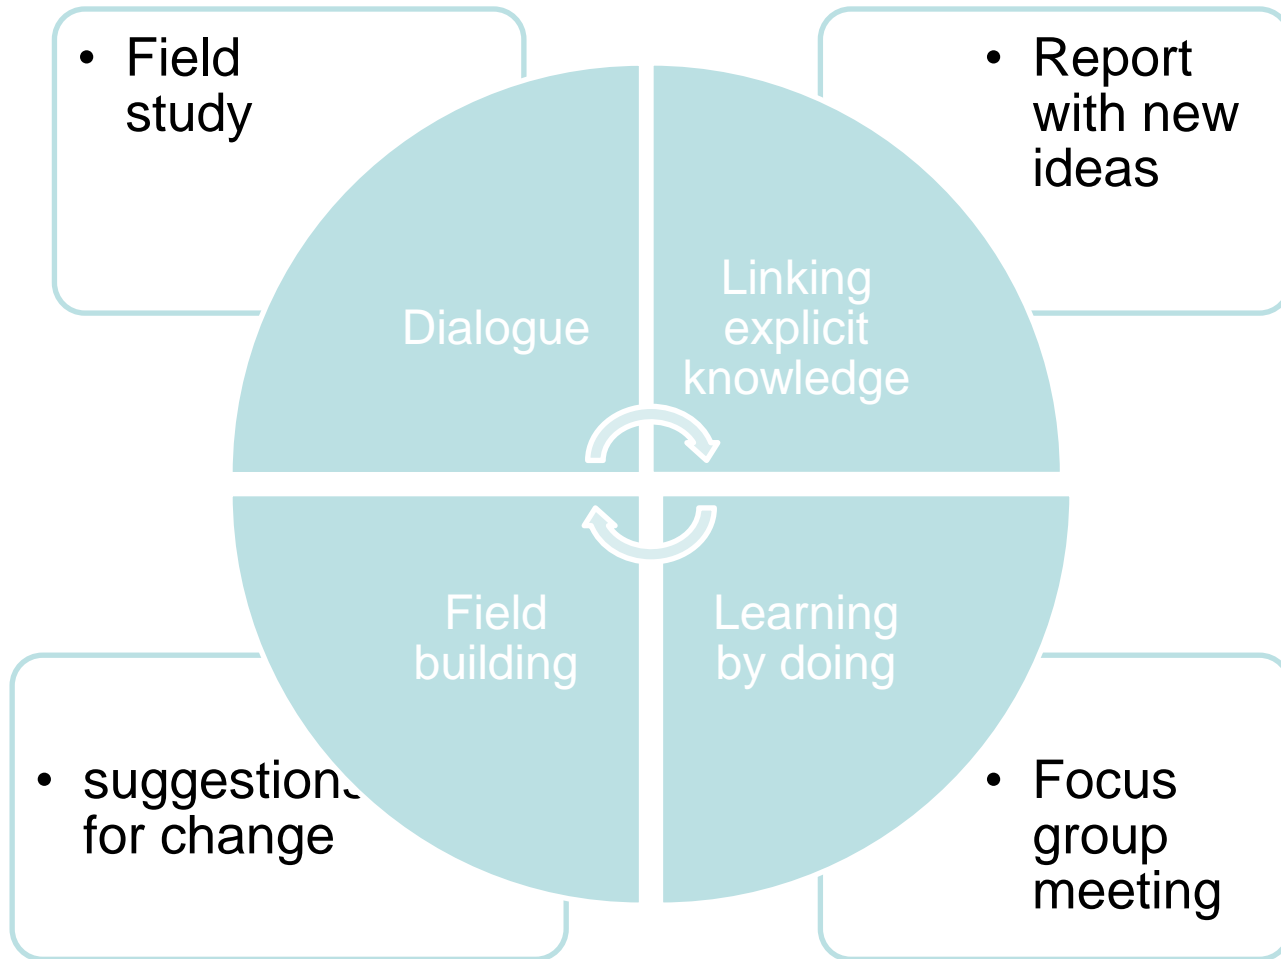 • Field
study
• Report
with new
ideas
Dialogue
Linking
explicit
knowledge
Field
building
Learning
by doing
• suggestions
for change
• Focus
group
meeting